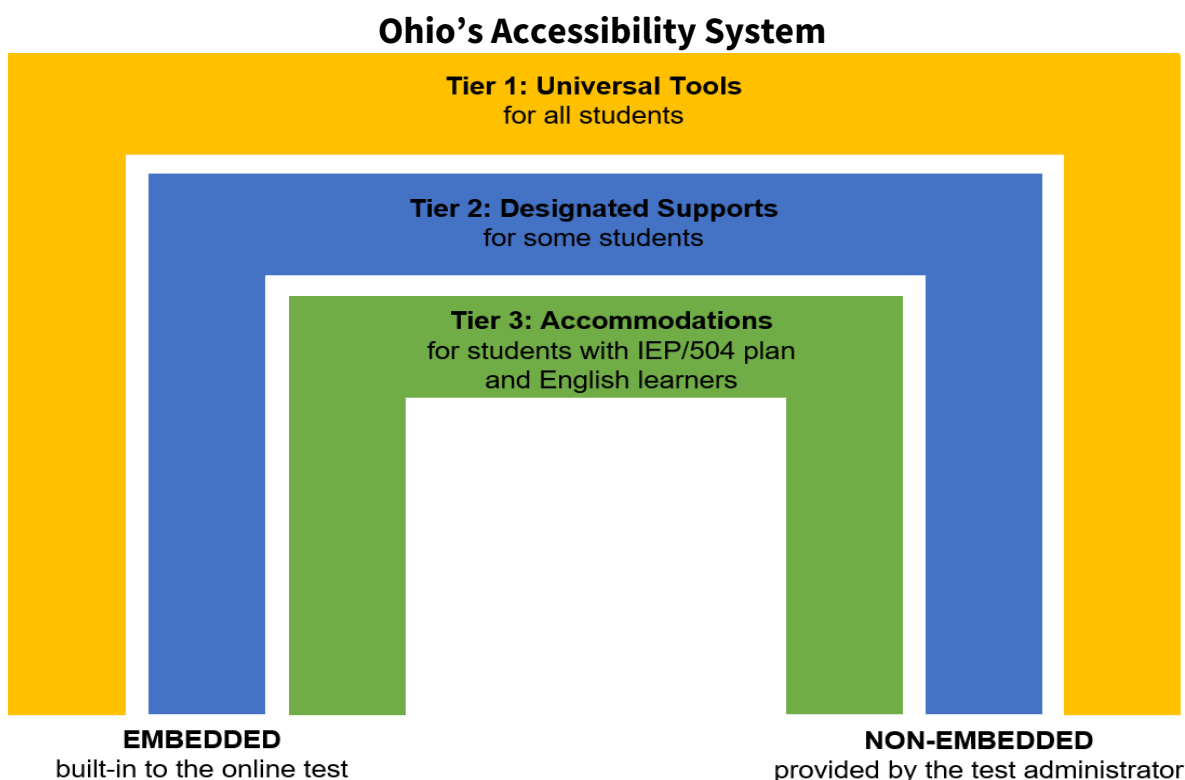 Ohio’s Accessibility System
Tier 1: Universal Tools
for all students
Tier 2: Designated Supports
for some students
Tier 3: Accommodations
for students with IEP/504 plan
and English learners
EMBEDDED
built-in to the online test
NON-EMBEDDED
provided by the test administrator